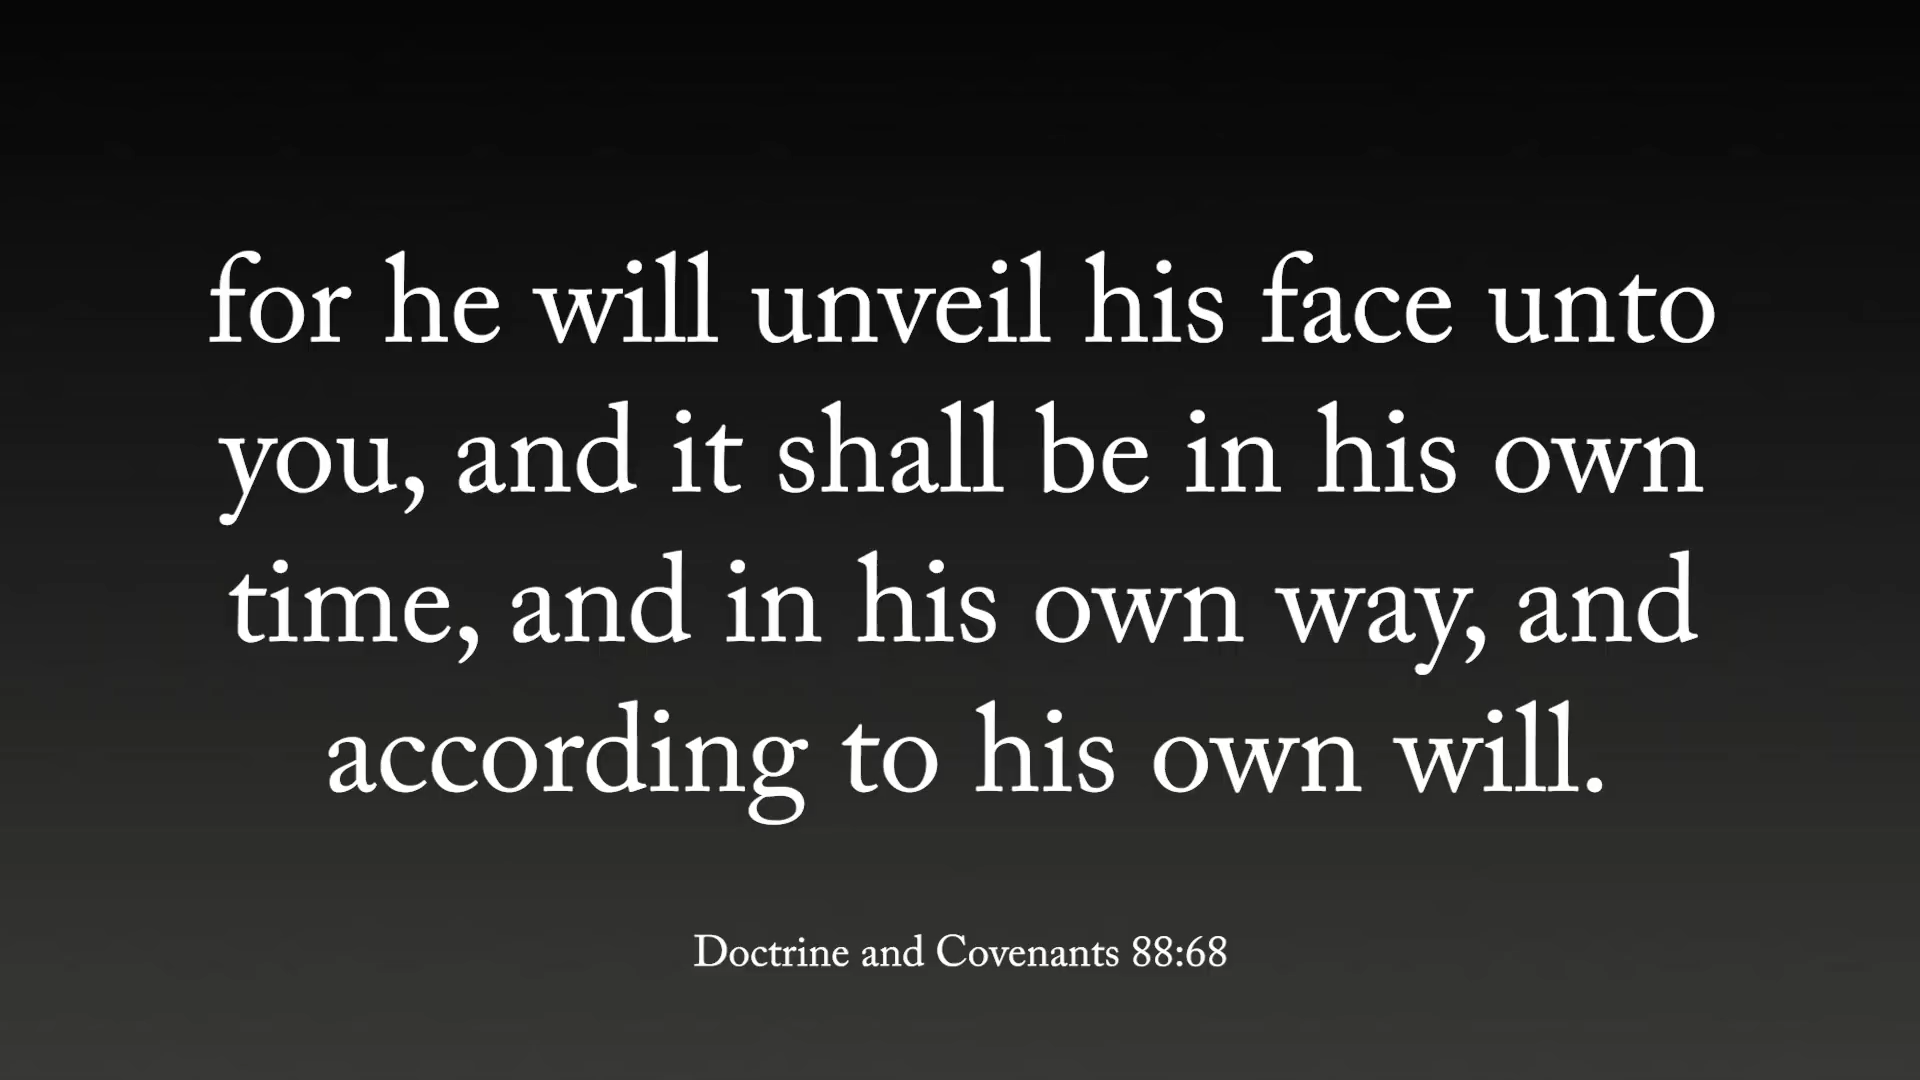 for he will unveil his face unto
you, and it shall be in his own
time, and in his own way, and
according to his own will.
Doctrine and Covenants 88:68